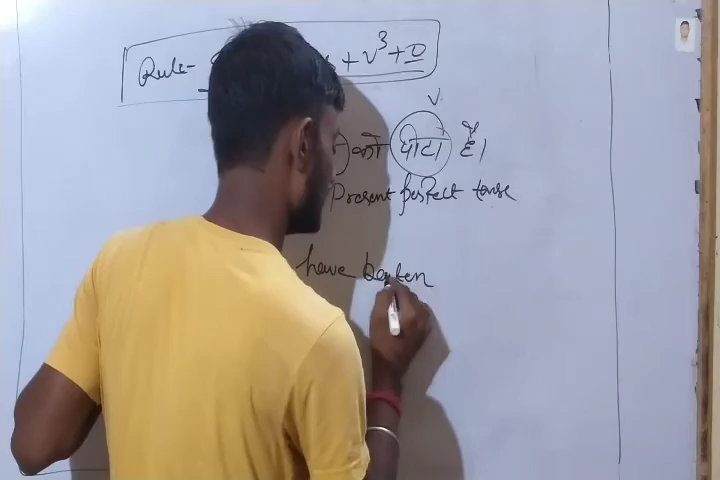 Rule- + V³ + O
V
को पीटा है।
Present perfect tense
have beaten